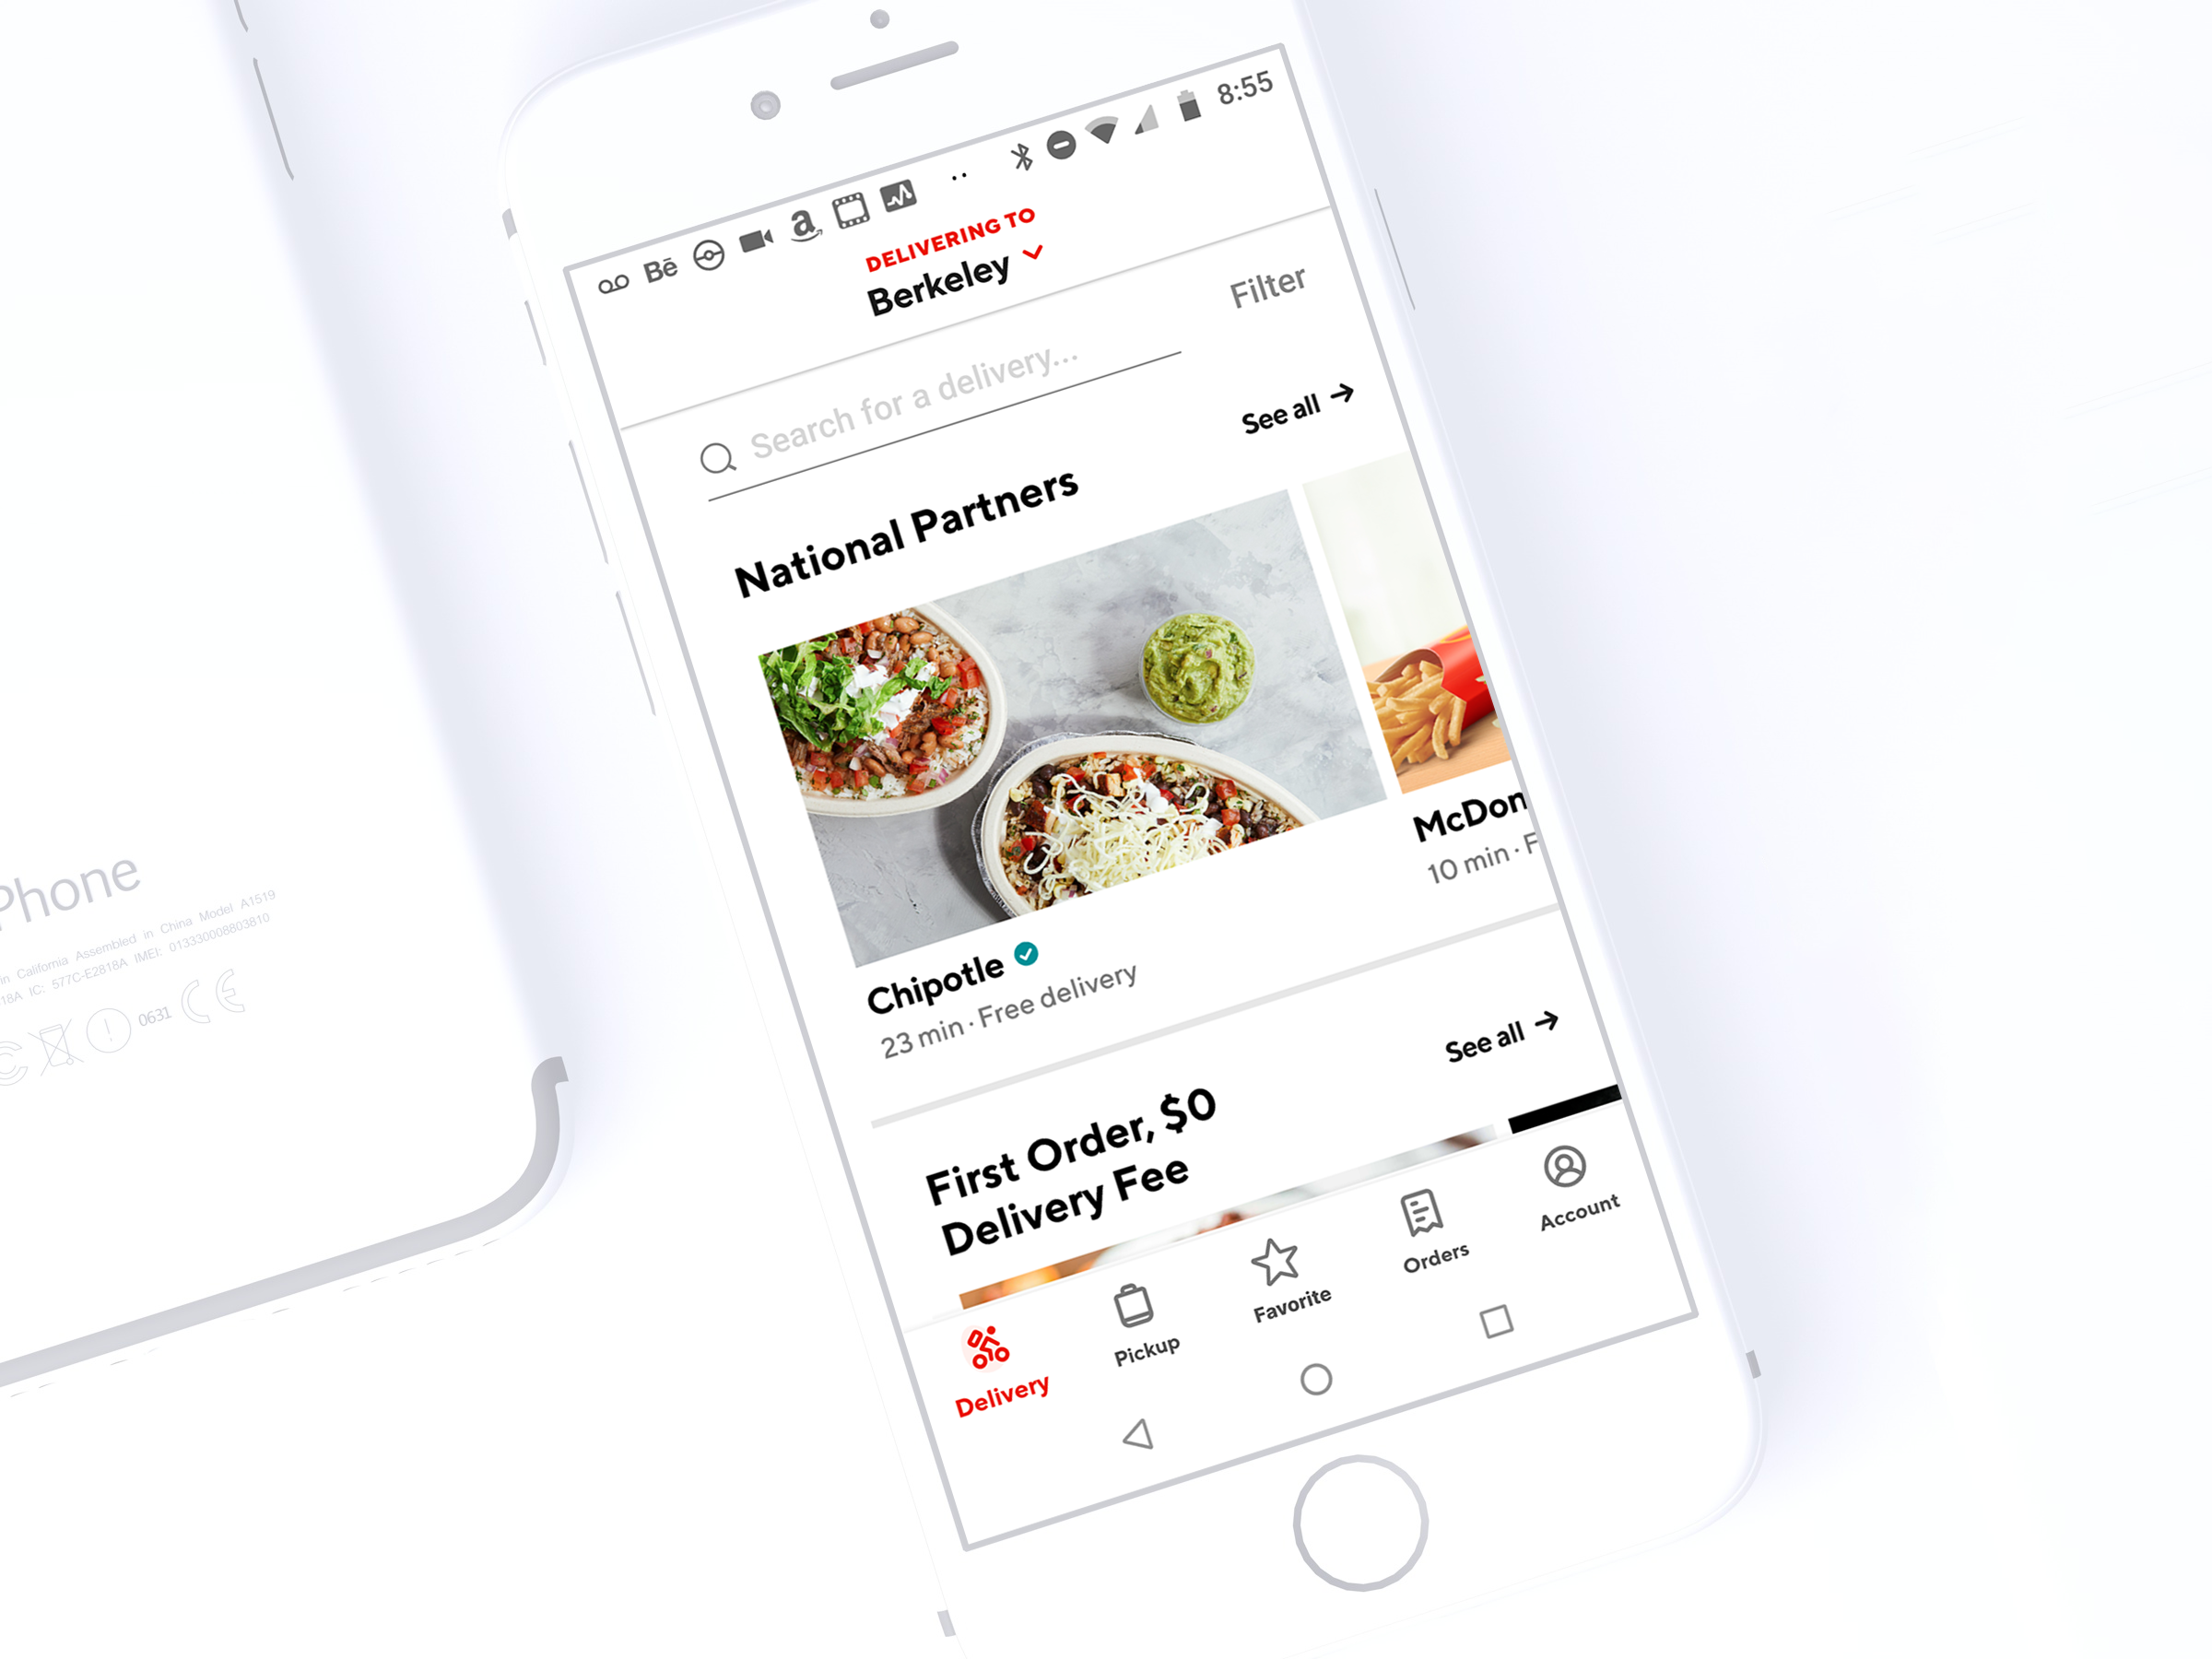 8:55
Bē
a
DELIVERING TO
Berkeley
Search for a delivery...
Filter
National Partners
See all
Chipotle
23 min · Free delivery
McDon
10 min · F
First Order, $0
Delivery Fee
See all
Delivery
Pickup
Favorite
Orders
Account
Phone
in California Assembled in China Model A1519
18A IC: 577C-E2818A IMEI: 013330008803810
0631
CE